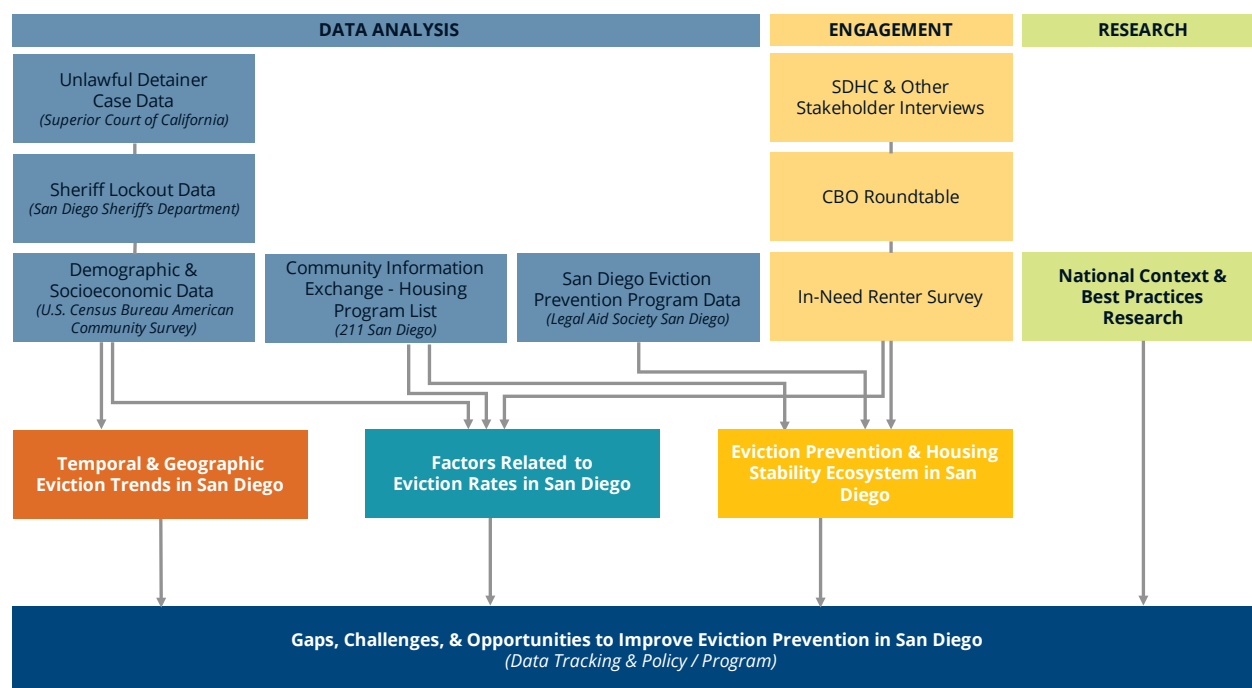 DATA ANALYSIS
ENGAGEMENT
RESEARCH
Unlawful Detainer
Case Data
(Superior Court of California)
SDHC & Other
Stakeholder Interviews
Sheriff Lockout Data
(San Diego Sheriff's Department)
CBO Roundtable
Demographic &
Socioeconomic Data
(U.S. Census Bureau American
Community Survey)
Community Information
Exchange - Housing
Program List
(211 San Diego)
San Diego Eviction
Prevention Program Data
(Legal Aid Society San Diego)
In-Need Renter Survey
National Context &
Best Practices
Research
Temporal & Geographic
Eviction Trends in San Diego
Factors Related to
Eviction Rates in San Diego
Eviction Prevention & Housing
Stability Ecosystem in San
Diego
Gaps, Challenges, & Opportunities to Improve Eviction Prevention in San Diego
(Data Tracking & Policy / Program)